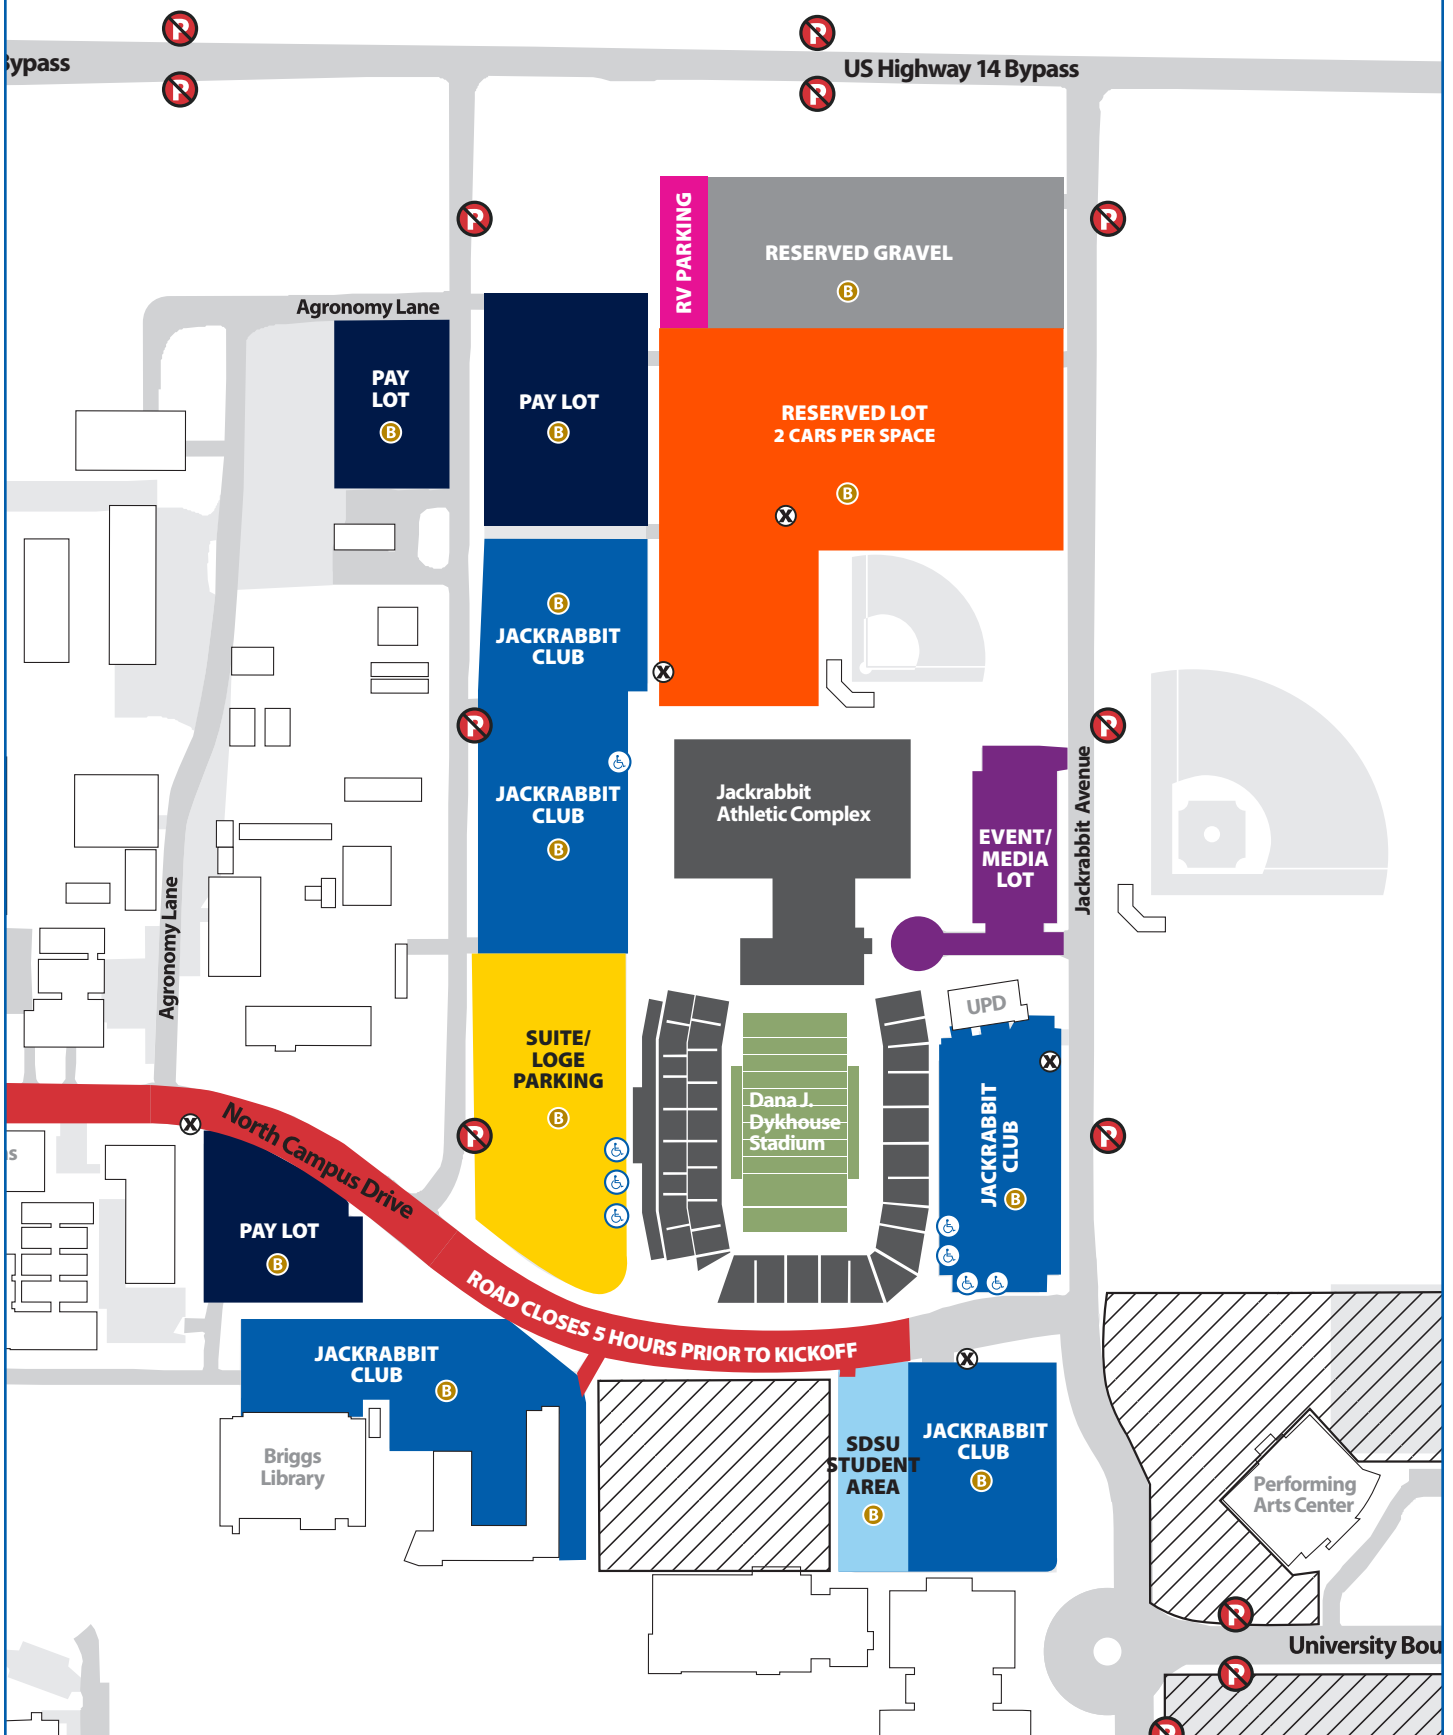 ypass
US Highway 14 Bypass
RV PARKING
RESERVED GRAVEL
B
Agronomy Lane
PAY
LOT
B
PAY LOT
B
RESERVED LOT
2 CARS PER SPACE
B
X
B
JACKRABBIT
CLUB
X
JACKRABBIT
CLUB
B
Jackrabbit
Athletic Complex
EVENT/
MEDIA
LOT
Jackrabbit Avenue
Agronomy Lane
UPD
SUITE/
LOGE
PARKING
B
Dana J.
Dykhouse
Stadium
X
JACKRABBIT
CLUB
B
X
North Campus Drive
s
PAY LOT
B
ROAD CLOSES 5 HOURS PRIOR TO KICKOFF
X
JACKRABBIT
CLUB
B
Briggs
Library
SDSU
STUDENT
AREA
B
JACKRABBIT
CLUB
B
Performing
Arts Center
University Bou
P
P
P
P
P
P
P
P
P
P
P
P
P